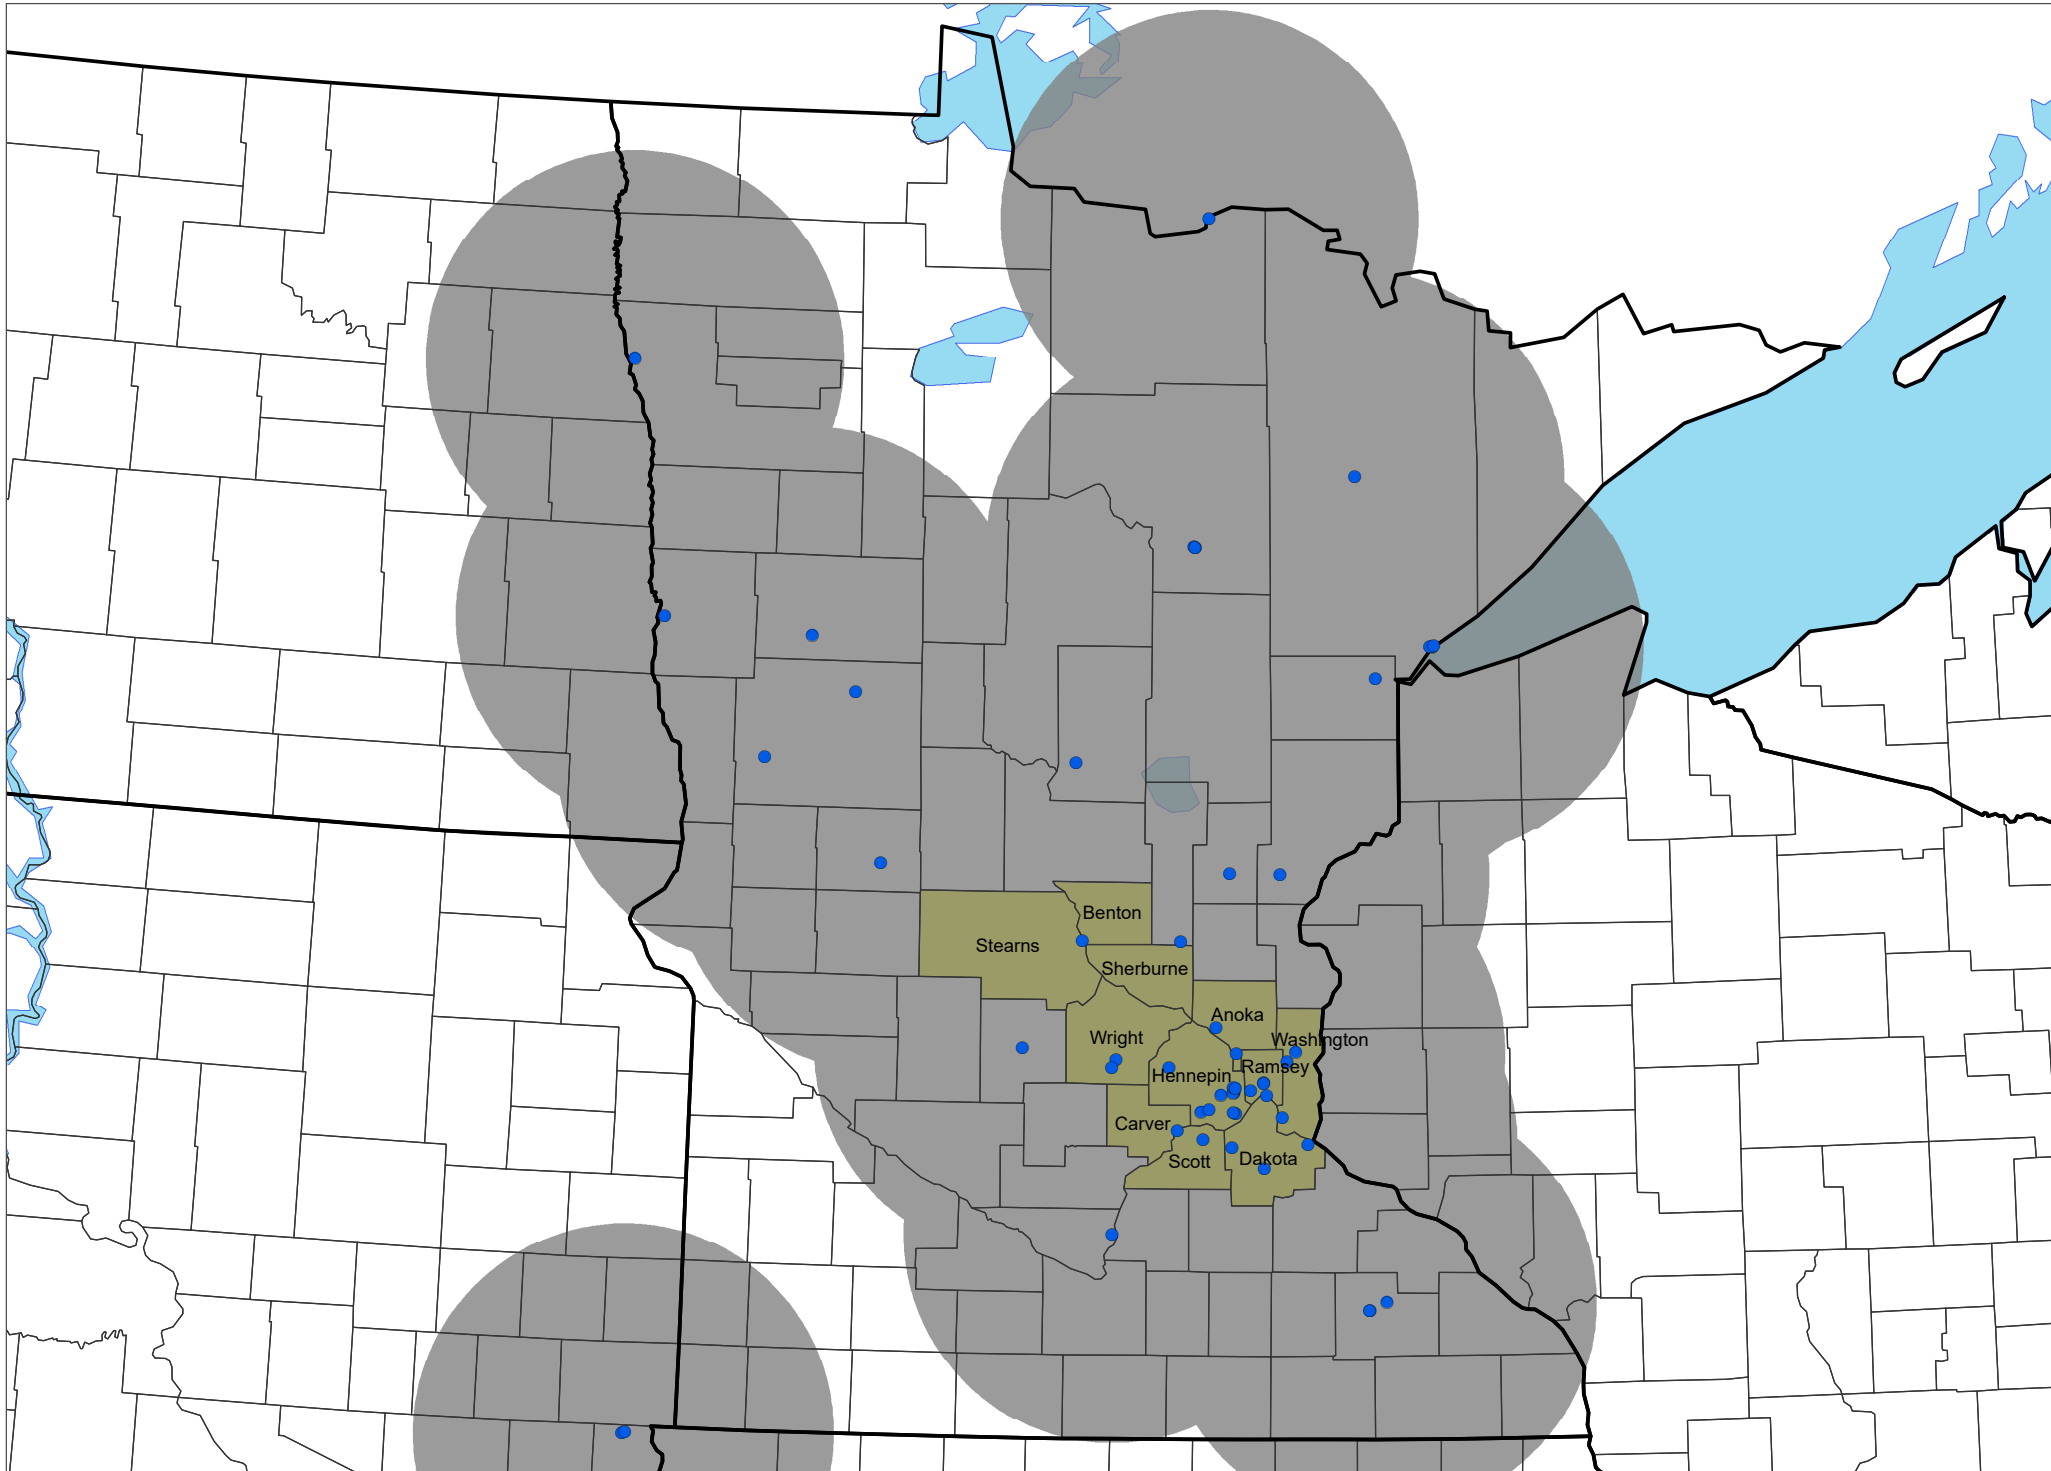 Benton
Stearns
Sherburne
Anoka
Wright
Washington
Ramsey
Hennepin
Carver
Scott
Dakota